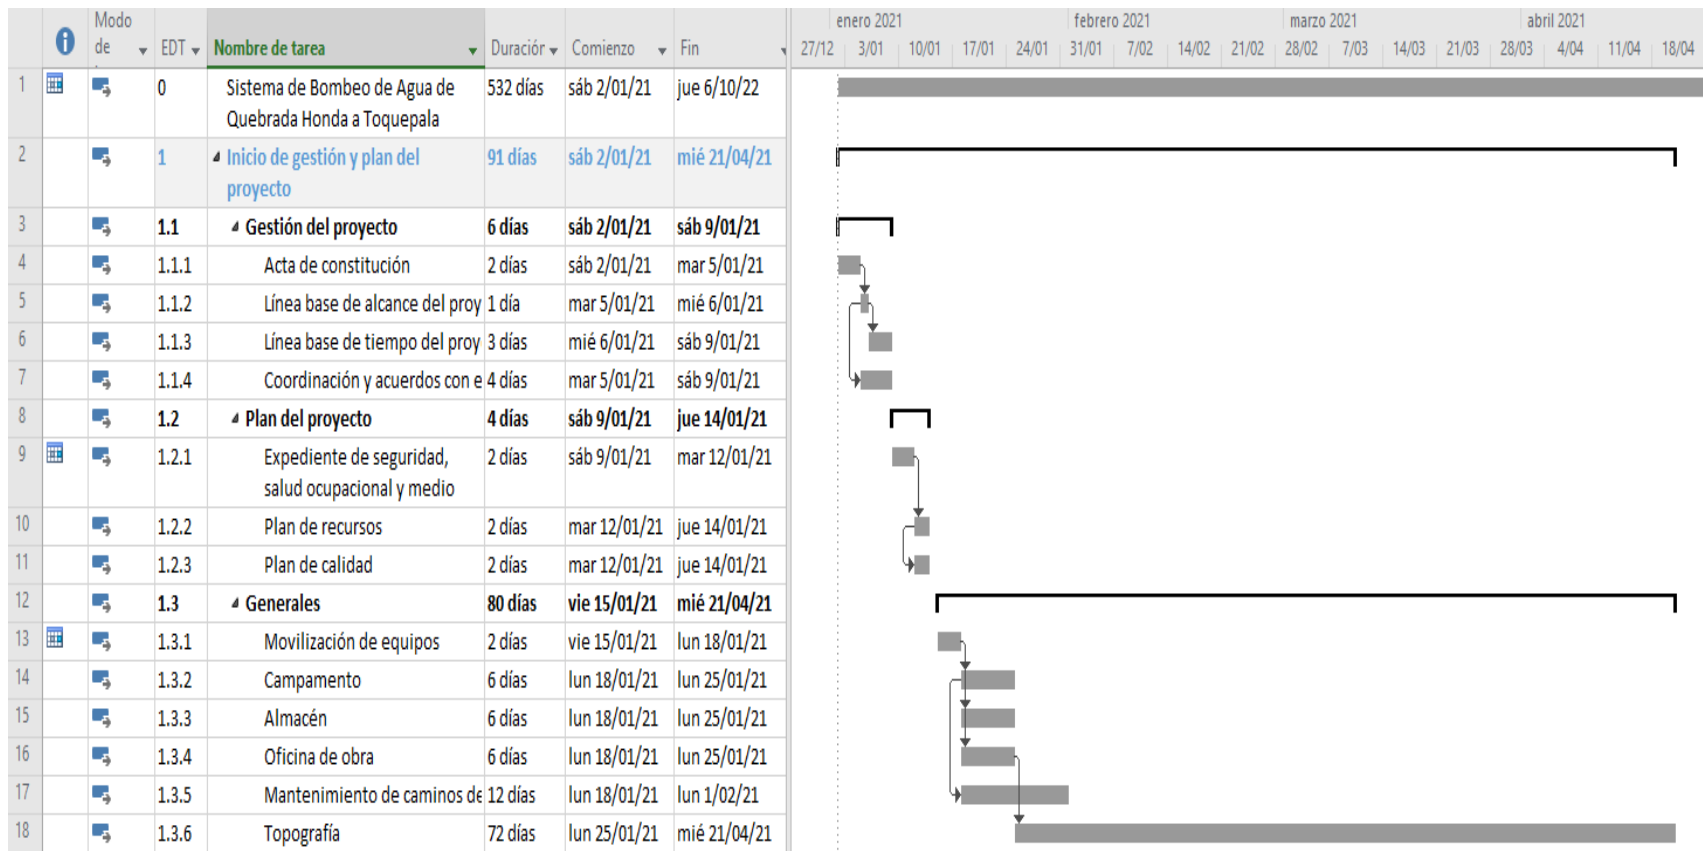 Modo
de EDT Nombre de tarea Duración Comienzo Fin
enero 2021 febrero 2021 marzo 2021 abril 2021
27/12 3/01 10/01 17/01 24/01 31/01 7/02 14/02 21/02 28/02 7/03 14/03 21/03 28/03 4/04 11/04 18/04
1 0 Sistema de Bombeo de Agua de 532 días sáb 2/01/21 jue 6/10/22
Quebrada Honda a Toquepala
2 1 Inicio de gestión y plan del 91 días sáb 2/01/21 mié 21/04/21
proyecto
3 1.1 Gestión del proyecto 6 días sáb 2/01/21 sáb 9/01/21
4 1.1.1 Acta de constitución 2 días sáb 2/01/21 mar 5/01/21
5 1.1.2 Línea base de alcance del proy 1 día mar 5/01/21 mié 6/01/21
6 1.1.3 Línea base de tiempo del proy 3 días mié 6/01/21 sáb 9/01/21
7 1.1.4 Coordinación y acuerdos con e 4 días mar 5/01/21 sáb 9/01/21
8 1.2 Plan del proyecto 4 días sáb 9/01/21 jue 14/01/21
9 1.2.1 Expediente de seguridad, 2 días sáb 9/01/21 mar 12/01/21
salud ocupacional y medio
10 1.2.2 Plan de recursos 2 días mar 12/01/21 jue 14/01/21
11 1.2.3 Plan de calidad 2 días mar 12/01/21 jue 14/01/21
12 1.3 Generales 80 días vie 15/01/21 mié 21/04/21
13 1.3.1 Movilización de equipos 2 días vie 15/01/21 lun 18/01/21
14 1.3.2 Campamento 6 días lun 18/01/21 lun 25/01/21
15 1.3.3 Almacén 6 días lun 18/01/21 lun 25/01/21
16 1.3.4 Oficina de obra 6 días lun 18/01/21 lun 25/01/21
17 1.3.5 Mantenimiento de caminos de 12 días lun 18/01/21 lun 1/02/21
18 1.3.6 Topografía 72 días lun 25/01/21 mié 21/04/21